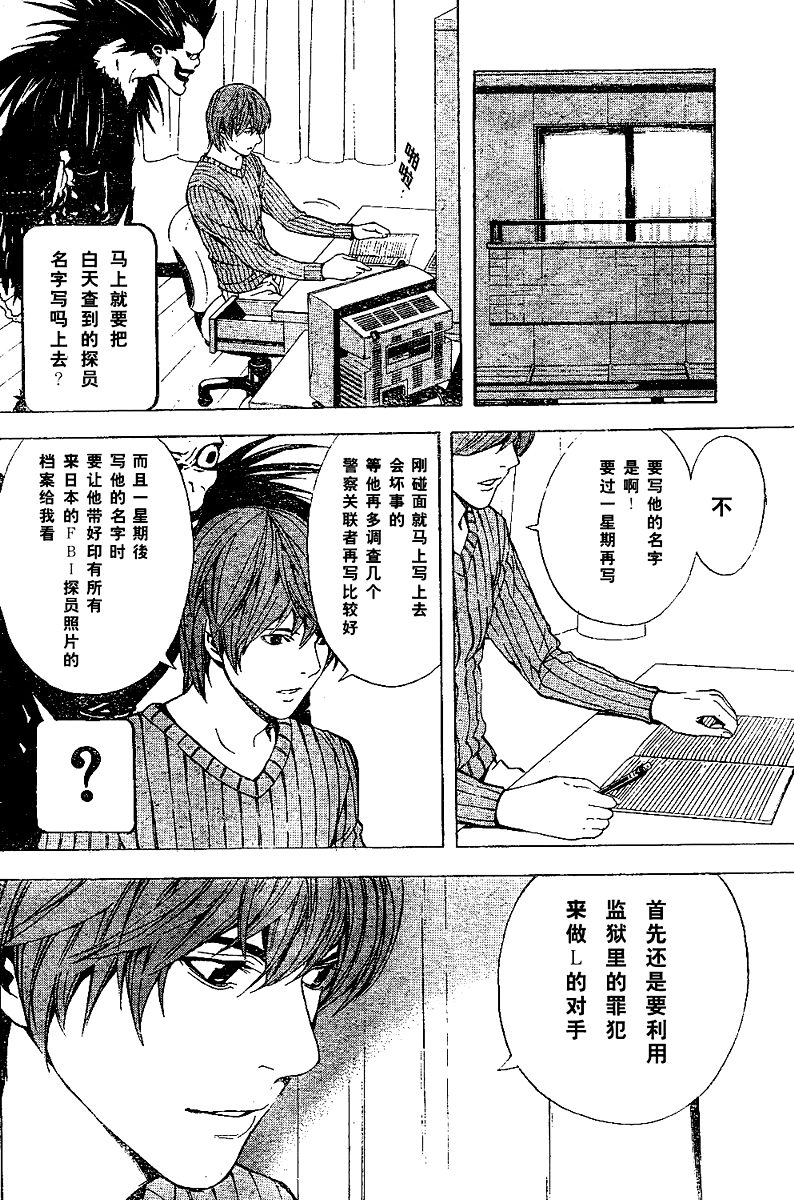 啪
啦
…
马上就要把
白天查到的探员
名字写吗上去？
不
要写他的名字
是啊！
要过一星期再写
刚碰面就马上写上去
会坏事的
等他再多调查几个
警察关联者再写比较好
而且一星期後
写他的名字时
要让他带好印有所有
来日本的FBI探员照片的
档案给我看
？
首先还是要利用
监狱里的罪犯
来做L的对手